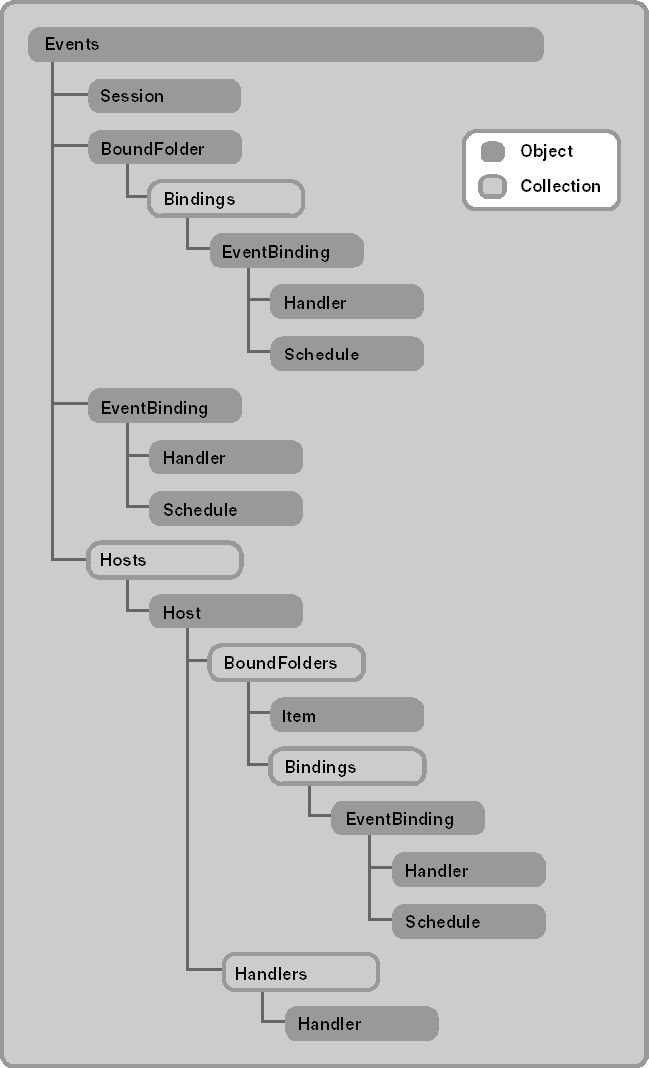 Events
Session
BoundFolder
Object
Collection
Bindings
EventBinding
Handler
Schedule
EventBinding
Handler
Schedule
Hosts
Host
BoundFolders
Item
Bindings
EventBinding
Handler
Schedule
Handlers
Handler